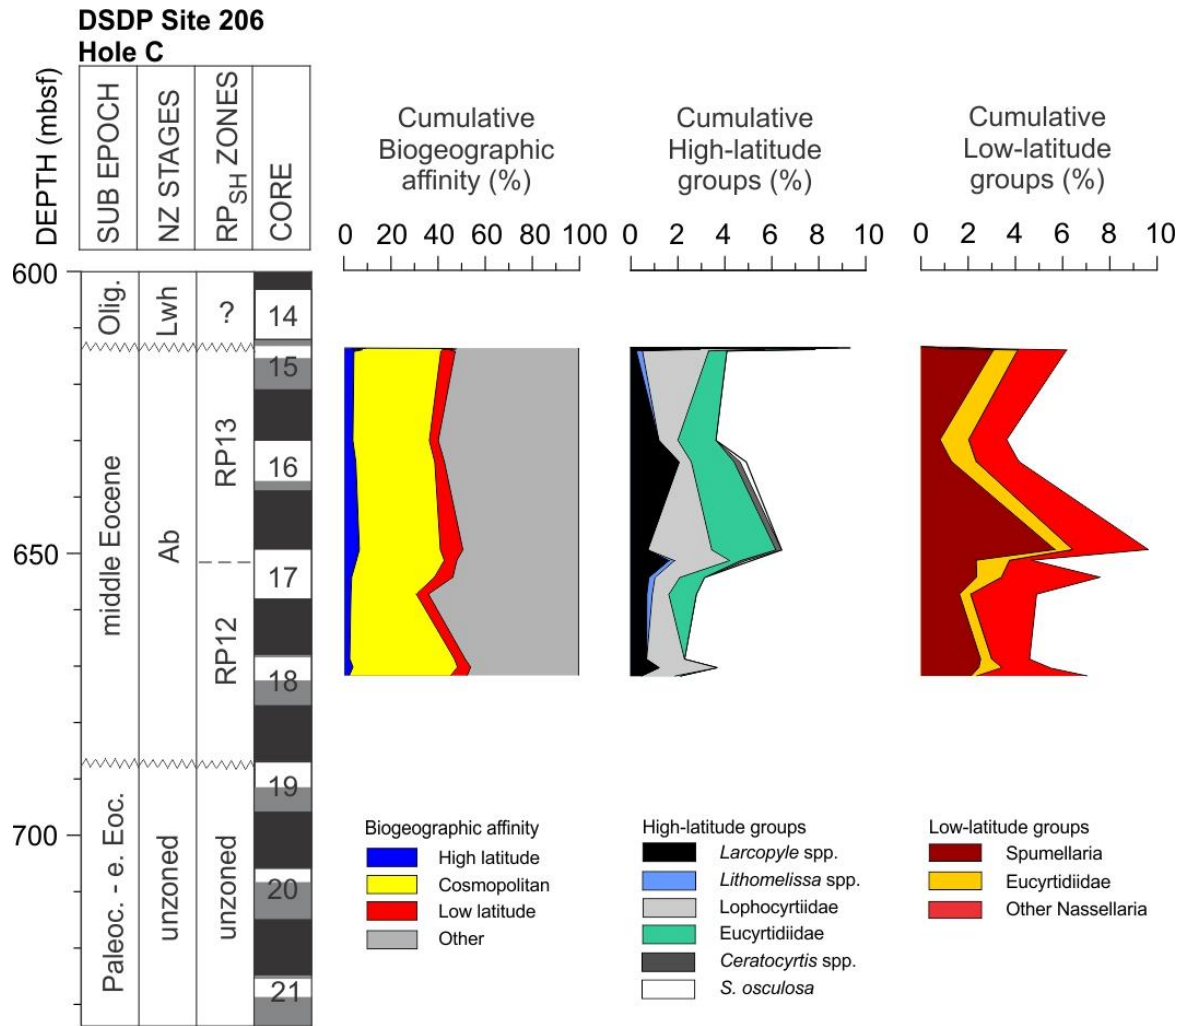 DSDP Site 206
Hole C
DEPTH (mbsf)
SUB EPOCH
NZ STAGES
RPSH ZONES
CORE
Cumulative
Biogeographic
affinity (%)
Cumulative
High-latitude
groups (%)
Cumulative
Low-latitude
groups (%)
0 20 40 60 80 100
0 2 4 6 8 10
0 2 4 6 8 10
600
650
700
Olig.
Lwh
?
14
15
middle Eocene
Ab
RP13
16
17
RP12
18
Paleoc. - e. Eoc.
unzoned
unzoned
19
20
21
Biogeographic affinity
High latitude
Cosmopolitan
Low latitude
Other
High-latitude groups
Larcopyle spp.
Lithomelissa spp.
Lophocyrtiidae
Eucyrtidiidae
Ceratocyrtis spp.
S. osculosa
Low-latitude groups
Spumellaria
Eucyrtidiidae
Other Nassellaria